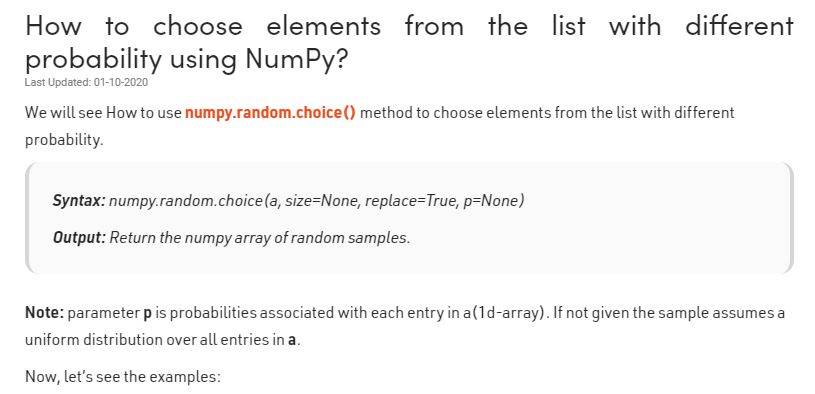 How to choose elements from the list with different
probability using NumPy?
Last Updated: 01-10-2020
We will see How to use numpy.random.choice() method to choose elements from the list with different
probability.
Syntax: numpy.random.choice(a, size=None, replace=True, p=None)
Output: Return the numpy array of random samples.
Note: parameter p is probabilities associated with each entry in a(1d-array). If not given the sample assumes a
uniform distribution over all entries in a.
Now, let’s see the examples: